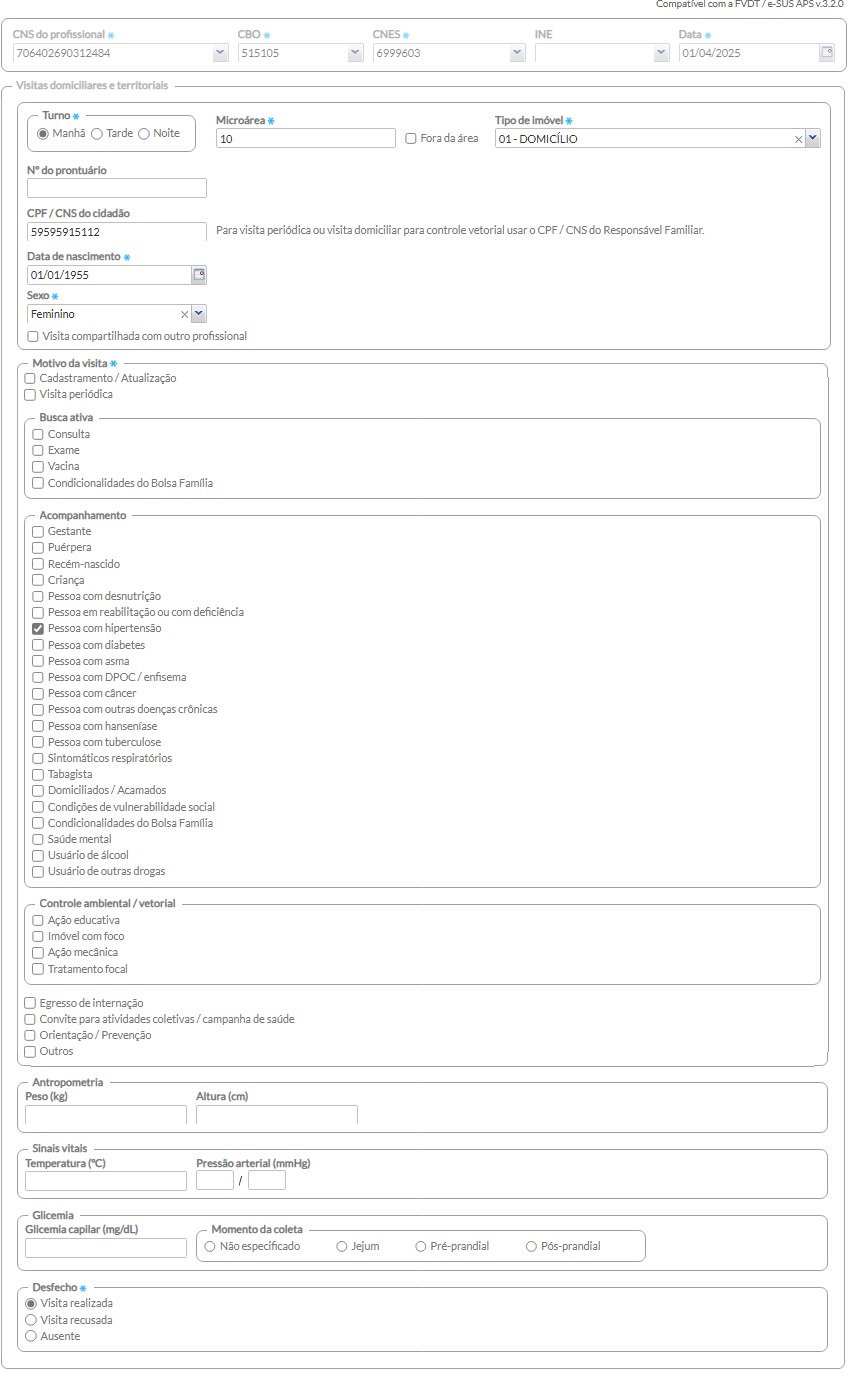 Compatível com a FVDT / e-SUS APS v.3.2.0
CNS do profissional * CBO * CNES * INE Data *
706402690312484 515105 6999603 01/04/2025
Visitas domiciliares e territoriais
Turno * Microárea * Tipo de imóvel *
Manhã Tarde Noite 10 Fora da área 01 - DOMICÍLIO
Nº do prontuário
CPF / CNS do cidadão
59595915112 Para visita periódica ou visita domiciliar para controle vetorial usar o CPF / CNS do Responsável Familiar.
Data de nascimento *
01/01/1955
Sexo *
Feminino
Visita compartilhada com outro profissional
Motivo da visita *
Cadastramento / Atualização
Visita periódica
Busca ativa
Consulta
Exame
Vacina
Condicionalidades do Bolsa Família
Acompanhamento
Gestante
Puérpera
Recém-nascido
Criança
Pessoa com desnutrição
Pessoa em reabilitação ou com deficiência
Pessoa com hipertensão
Pessoa com diabetes
Pessoa com asma
Pessoa com DPOC / enfisema
Pessoa com câncer
Pessoa com outras doenças crônicas
Pessoa com hanseníase
Pessoa com tuberculose
Sintomáticos respiratórios
Tabagista
Domiciliados / Acamados
Condições de vulnerabilidade social
Condicionalidades do Bolsa Família
Saúde mental
Usuário de álcool
Usuário de outras drogas
Controle ambiental / vetorial
Ação educativa
Imóvel com foco
Ação mecânica
Tratamento focal
Egresso de internação
Convite para atividades coletivas / campanha de saúde
Orientação / Prevenção
Outros
Antropometria
Peso (kg) Altura (cm)
Sinais vitais
Temperatura (ºC) Pressão arterial (mmHg)
/
Glicemia
Glicemia capilar (mg/dL) Momento da coleta
Não especificado Jejum Pré-prandial Pós-prandial
Desfecho *
Visita realizada
Visita recusada
Ausente